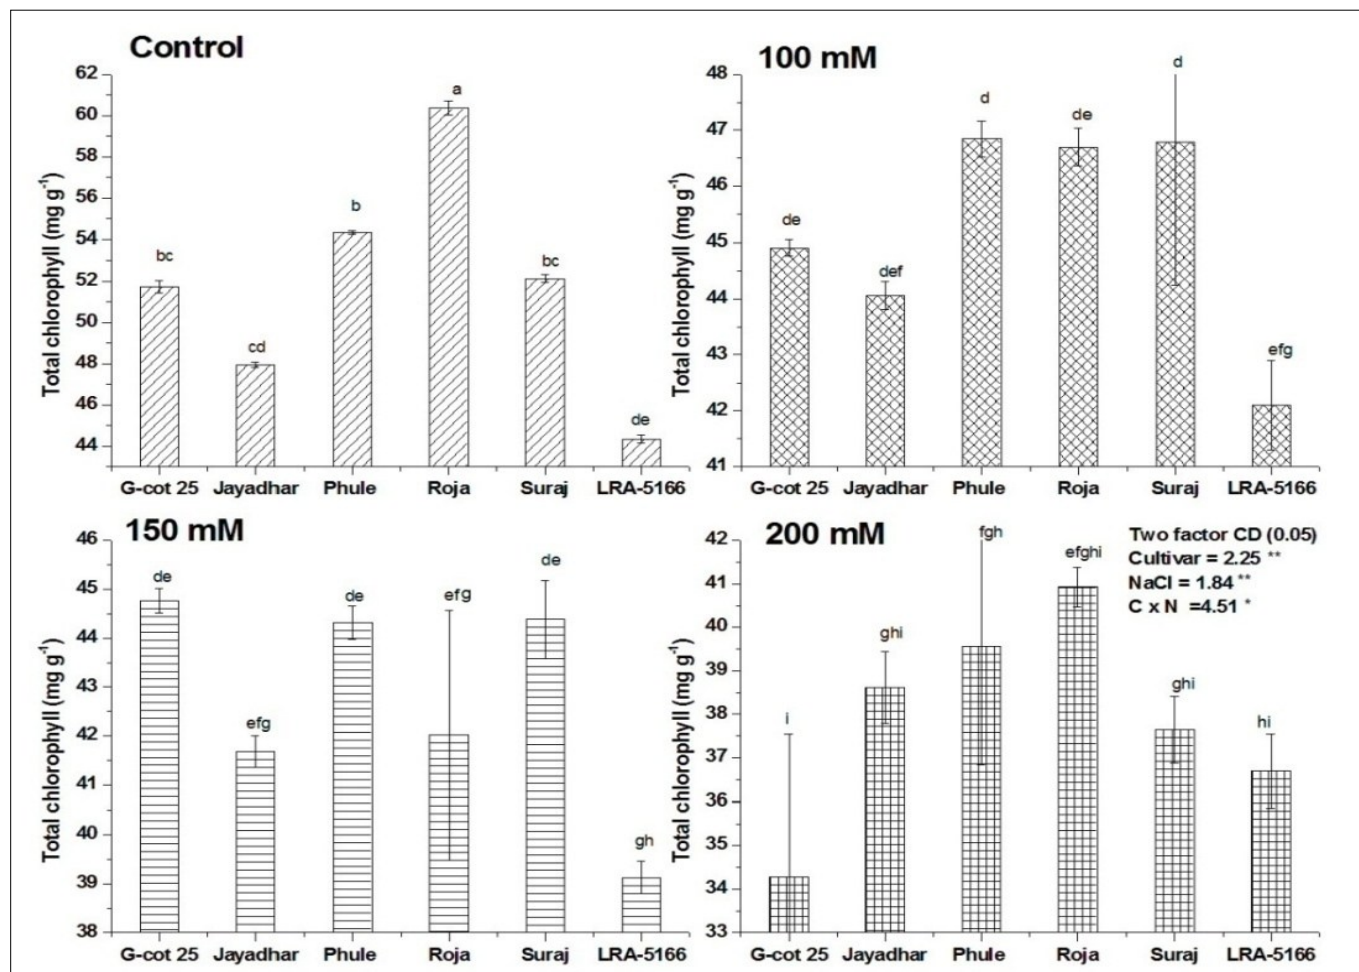 Control
Total chlorophyll (mg g⁻¹)
62
60
58
56
54
52
50
48
46
44
a
b
bc
bc
cd
de
G-cot 25 Jayadhar Phule Roja Suraj LRA-5166
100 mM
Total chlorophyll (mg g⁻¹)
48
47
46
45
44
43
42
41
d
d
de
de
def
efg
G-cot 25 Jayadhar Phule Roja Suraj LRA-5166
150 mM
Total chlorophyll (mg g⁻¹)
46
45
44
43
42
41
40
39
38
de
efg
de
efg
de
gh
G-cot 25 Jayadhar Phule Roja Suraj LRA-5166
200 mM
Two factor CD (0.05)
Cultivar = 2.25 **
NaCl = 1.84 **
C x N =4.51 *
Total chlorophyll (mg g⁻¹)
42
41
40
39
38
37
36
35
34
33
i
ghi
fgh
efghi
ghi
hi
G-cot 25 Jayadhar Phule Roja Suraj LRA-5166